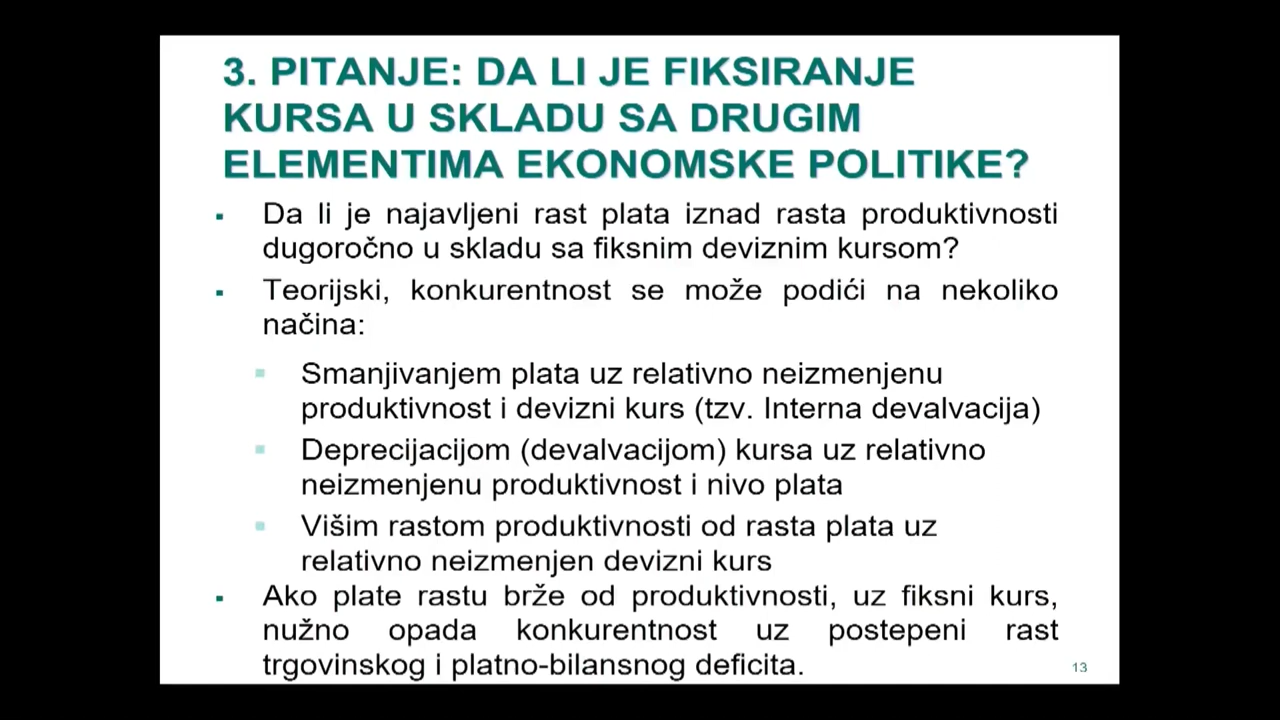 3. PITANJE: DA LI JE FIKSIRANJE
KURSA U SKLADU SA DRUGIM
ELEMENTIMA EKONOMSKE POLITIKE?
Da li je najavljeni rast plata iznad rasta produktivnosti
dugoročno u skladu sa fiksnim deviznim kursom?
Teorijski, konkurentnost se može podići na nekoliko
načina:
Smanjivanjem plata uz relativno neizmenjenu
produktivnost i devizni kurs (tzv. Interna devalvacija)
Deprecijacijom (devalvacijom) kursa uz relativno
neizmenjenu produktivnost i nivo plata
Višim rastom produktivnosti od rasta plata uz
relativno neizmenjen devizni kurs
Ako plate rastu brže od produktivnosti, uz fiksni kurs,
nužno opada konkurentnost uz postepeni rast
trgovinskog i platno-bilansnog deficita.
13